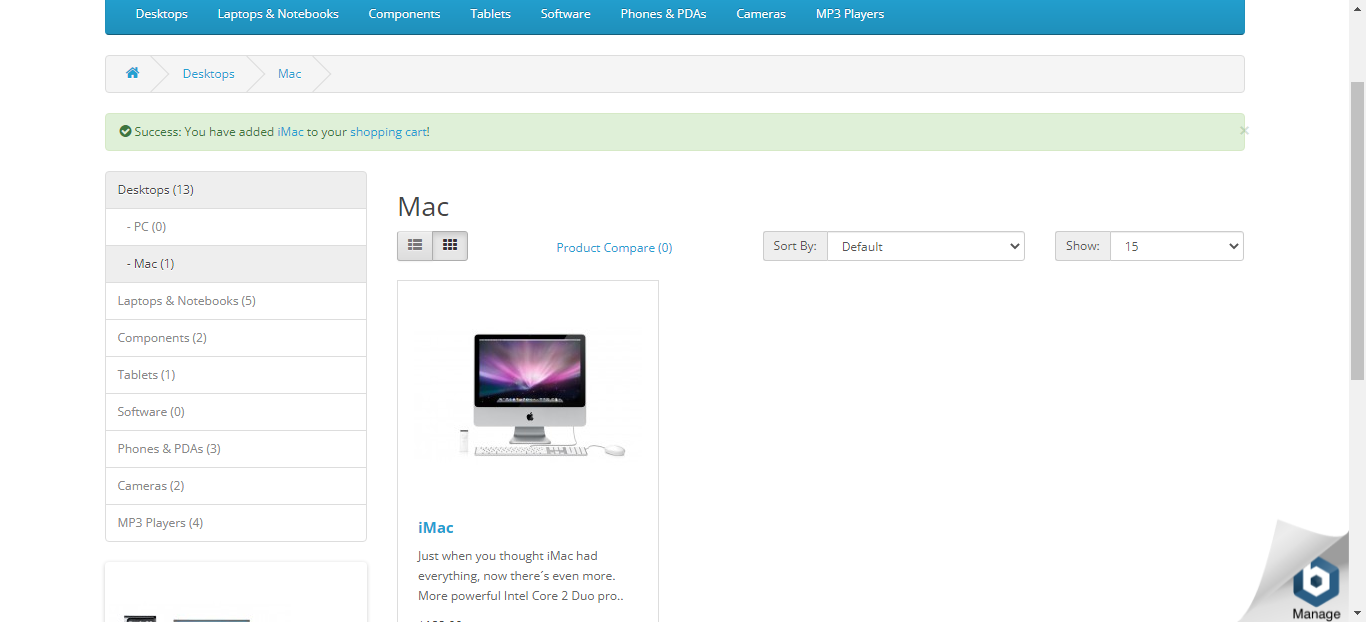 Desktops Laptops & Notebooks Components Tablets Software Phones & PDAs Cameras MP3 Players
Desktops Mac
Success: You have added iMac to your shopping cart!
×
Desktops (13)
- PC (0)
- Mac (1)
Laptops & Notebooks (5)
Components (2)
Tablets (1)
Software (0)
Phones & PDAs (3)
Cameras (2)
MP3 Players (4)
Mac
Product Compare (0) Sort By: Default Show: 15
iMac
Just when you thought iMac had
everything, now there´s even more.
More powerful Intel Core 2 Duo pro..
Manage